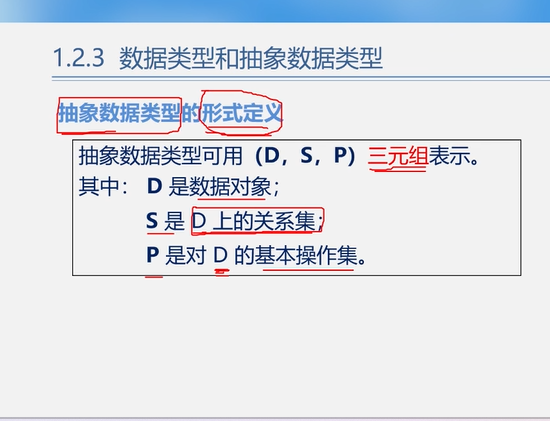 1.2.3 数据类型和抽象数据类型
抽象数据类型的形式定义
抽象数据类型可用（D，S，P）三元组表示。
其中： D 是数据对象；
S 是 D 上的关系集；
P 是对 D 的基本操作集。